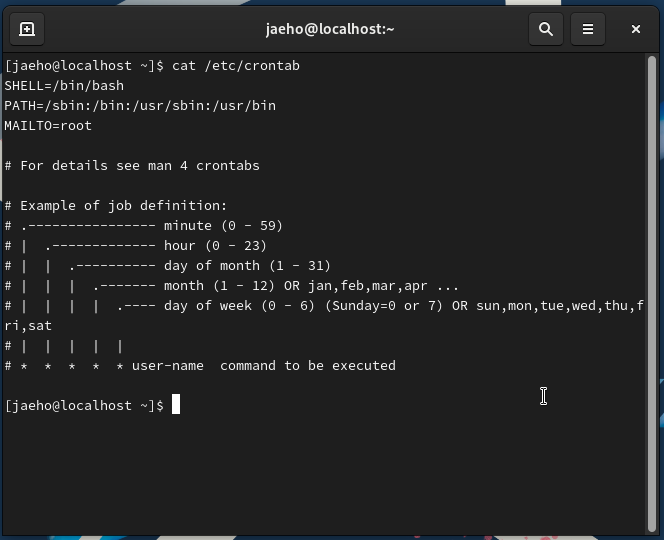 jaeho@localhost:~
[jaeho@localhost ~]$ cat /etc/crontab
SHELL=/bin/bash
PATH=/sbin:/bin:/usr/sbin:/usr/bin
MAILTO=root
# For details see man 4 crontabs
# Example of job definition:
# .---------------- minute (0 - 59)
# |  .------------- hour (0 - 23)
# |  |  .---------- day of month (1 - 31)
# |  |  |  .------- month (1 - 12) OR jan,feb,mar,apr ...
# |  |  |  |  .---- day of week (0 - 6) (Sunday=0 or 7) OR sun,mon,tue,wed,thu,f
ri,sat
# |  |  |  |  |
# *  *  *  *  * user-name  command to be executed
[jaeho@localhost ~]$